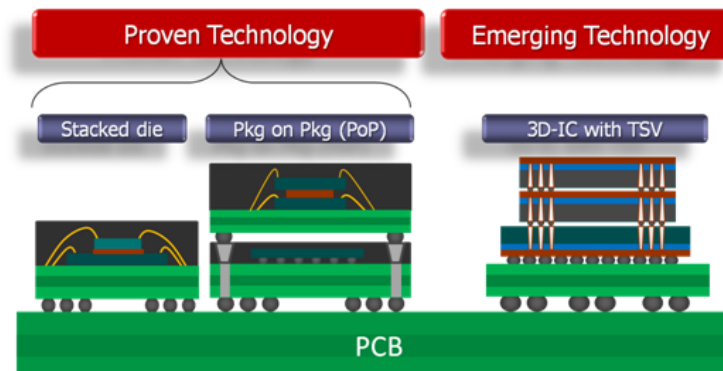 Proven Technology
Emerging Technology
Stacked die
Pkg on Pkg (PoP)
3D-IC with TSV
PCB